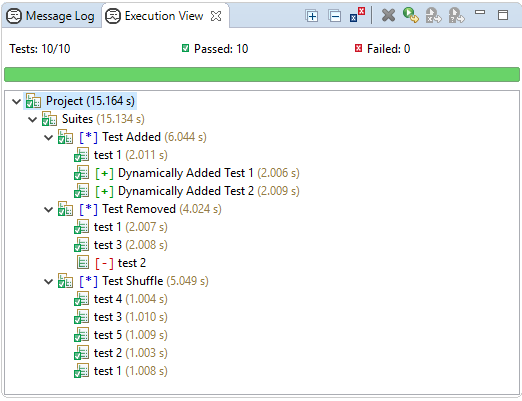 Message Log Execution View
Tests: 10/10 Passed: 10 Failed: 0
Project (15.164 s)
Suites (15.134 s)
[*] Test Added (6.044 s)
test 1 (2.011 s)
[+] Dynamically Added Test 1 (2.006 s)
[+] Dynamically Added Test 2 (2.009 s)
[*] Test Removed (4.024 s)
test 1 (2.007 s)
test 3 (2.008 s)
[-] test 2
[*] Test Shuffle (5.049 s)
test 4 (1.004 s)
test 3 (1.010 s)
test 5 (1.009 s)
test 2 (1.003 s)
test 1 (1.008 s)